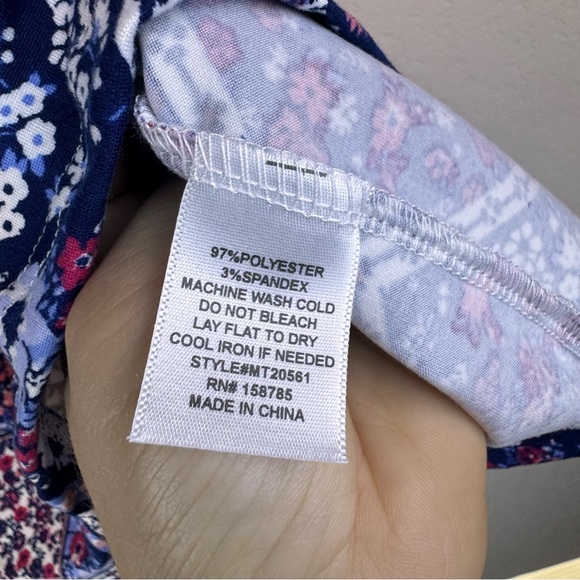 97%POLYESTER
3%SPANDEX
MACHINE WASH COLD
DO NOT BLEACH
LAY FLAT TO DRY
COOL IRON IF NEEDED
STYLE#MT20561
RN# 158785
MADE IN CHINA